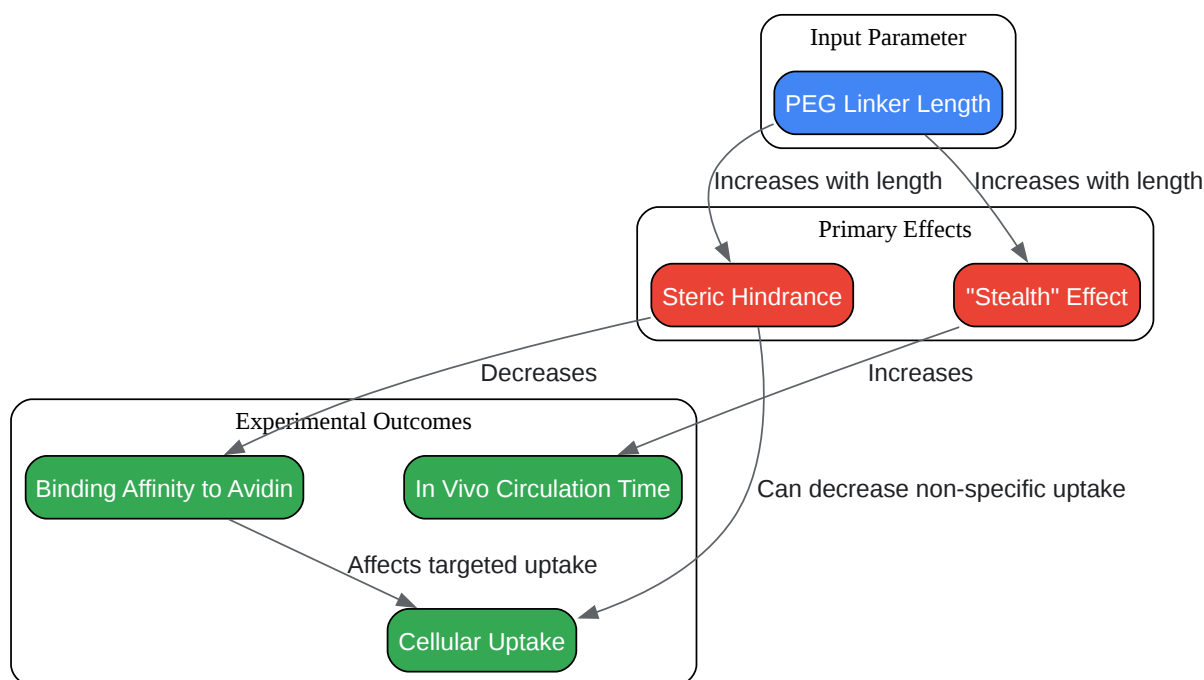 Input Parameter
PEG Linker Length
Increases with length
Increases with length
Primary Effects
Steric Hindrance
"Stealth" Effect
Decreases
Increases
Experimental Outcomes
Binding Affinity to Avidin
In Vivo Circulation Time
Can decrease non-specific uptake
Affects targeted uptake
Cellular Uptake